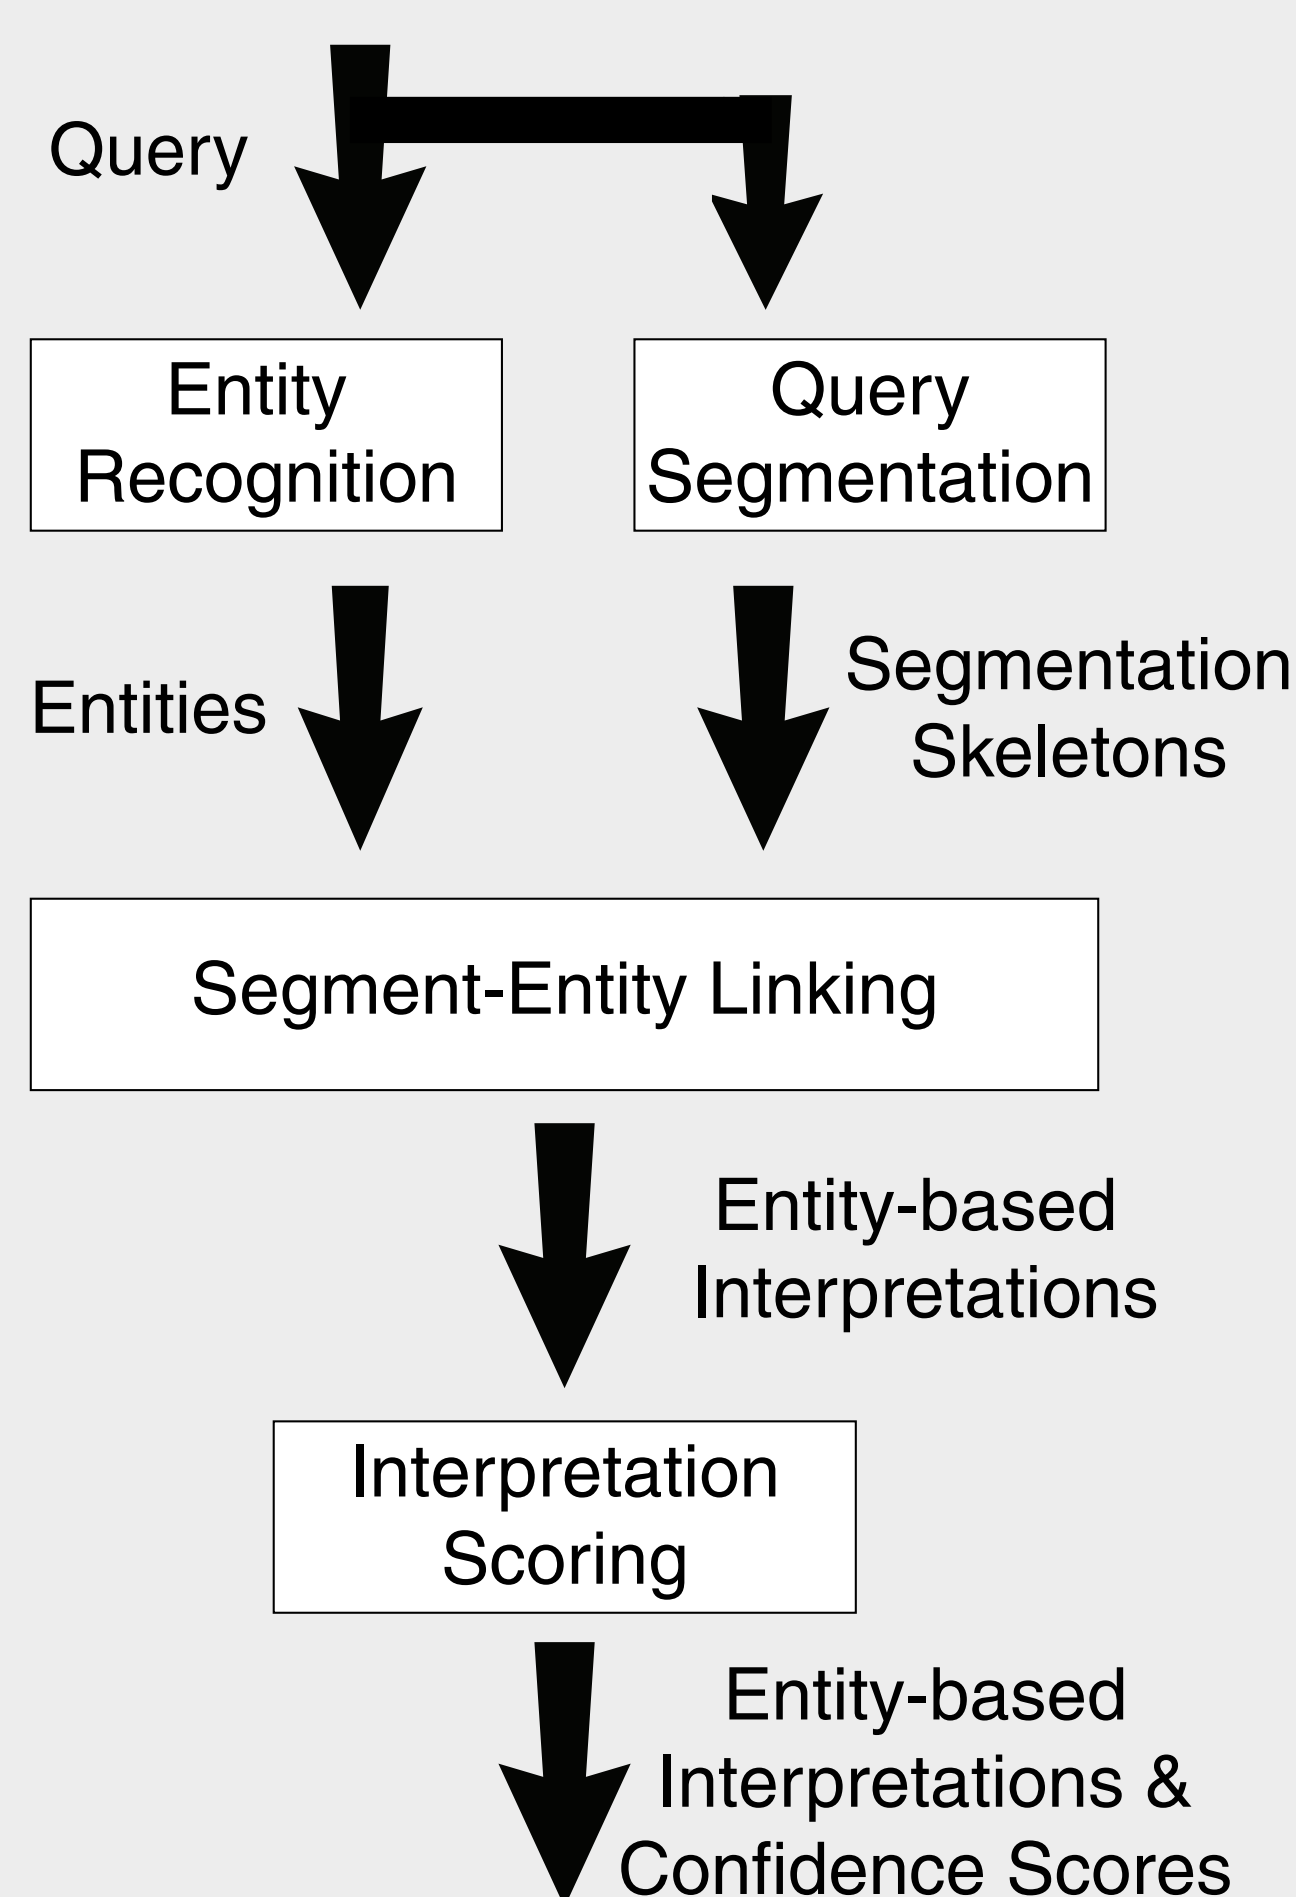 Query
Entity
Recognition
Query
Segmentation
Entities
Segmentation
Skeletons
Segment-Entity Linking
Entity-based
Interpretations
Interpretation
Scoring
Entity-based
Interpretations &
Confidence Scores